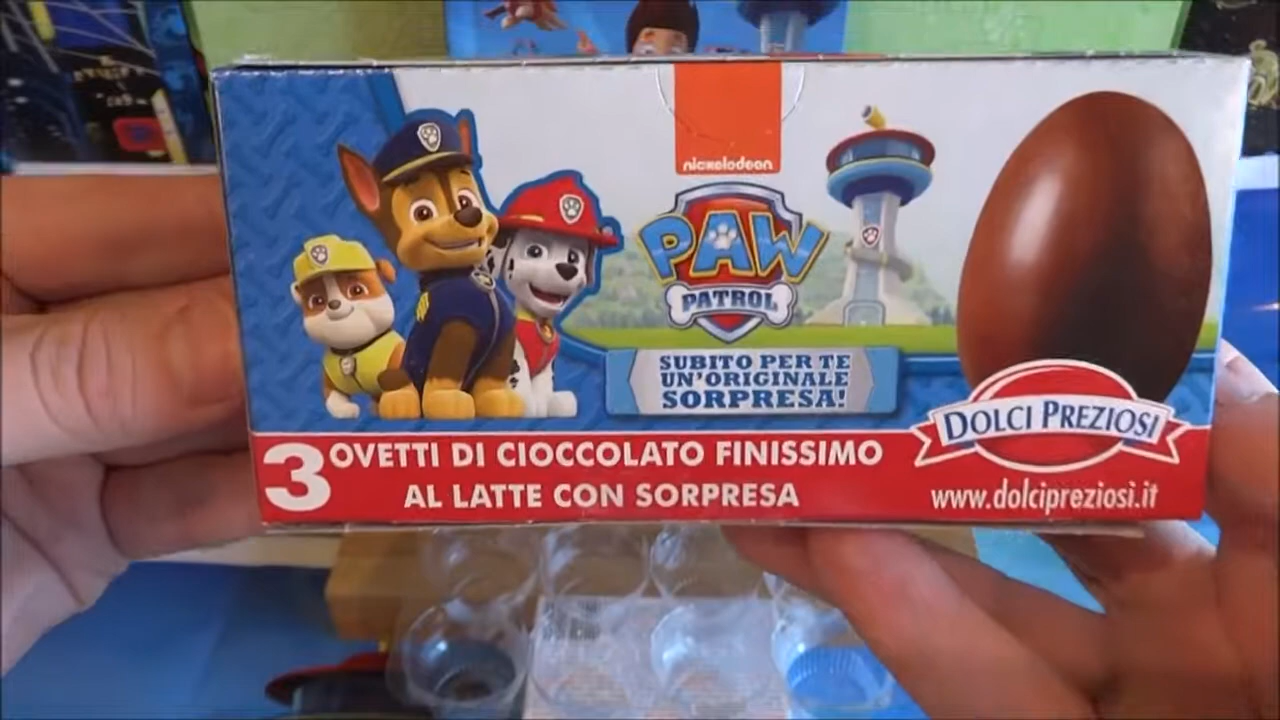 nickelodeon
PAW
PATROL
SUBITO PER TE
UN'ORIGINALE
SORPRESA!
3 OVETTI DI CIOCCOLATO FINISSIMO
AL LATTE CON SORPRESA
DOLCI PREZIOSI
www.dolcipreziosi.it